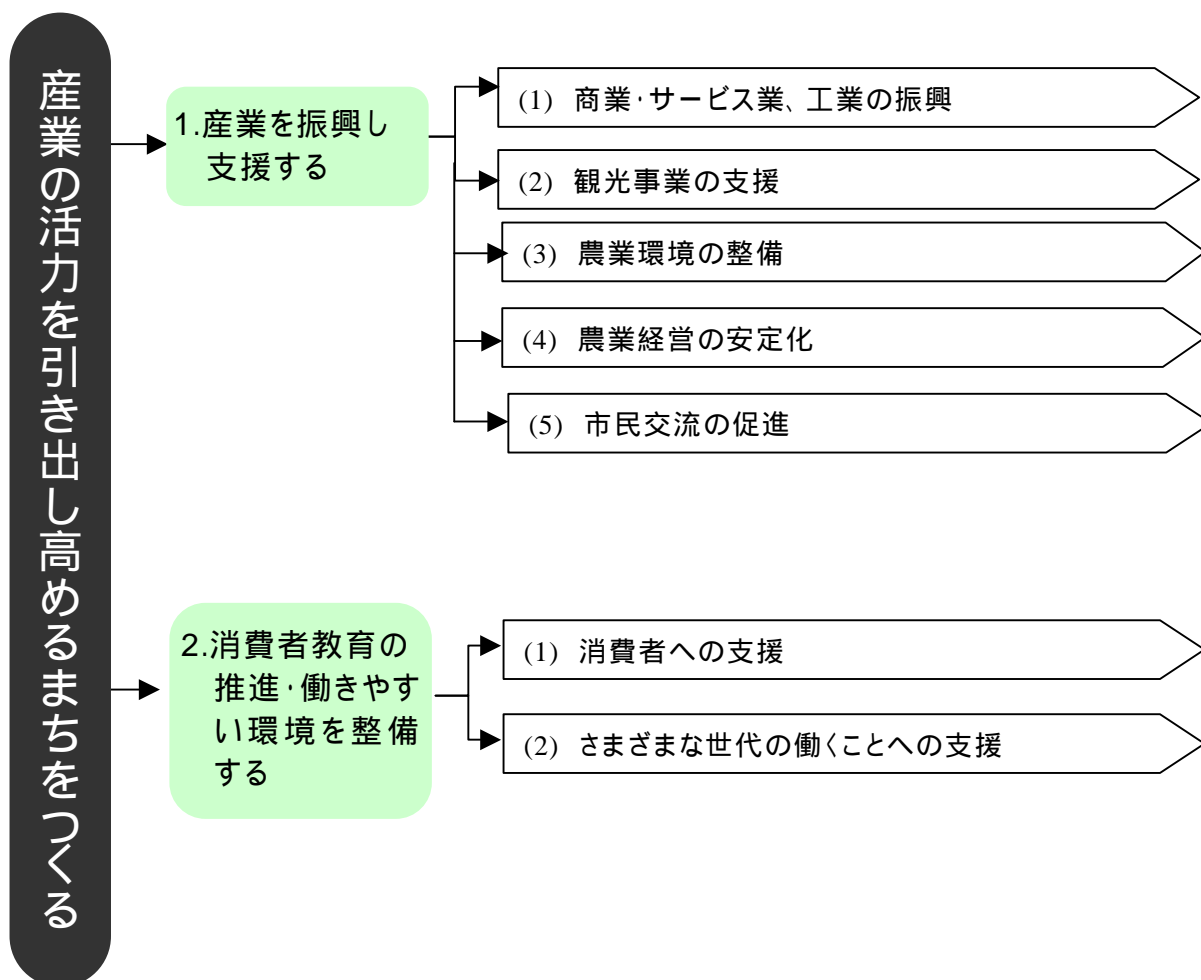 産業の活力を引き出し高めるまちをつくる
1.産業を振興し
支援する
(1) 商業・サービス業、工業の振興
(2) 観光事業の支援
(3) 農業環境の整備
(4) 農業経営の安定化
(5) 市民交流の促進
2.消費者教育の
推進・働きやす
い環境を整備
する
(1) 消費者への支援
(2) さまざまな世代の働くことへの支援